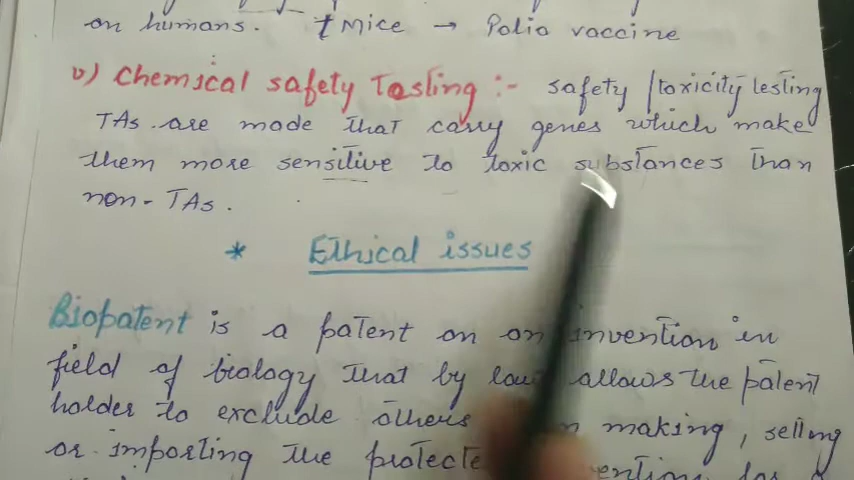 on humans. † Mice → Polio vaccine
v) Chemical safety Testing :- safety / toxicity testing
TAs are made that carry genes which make
them more sensitive to toxic substances than
non-TAs.
* Ethical issues
Biopatent is a patent on an invention in
field of biology that by law allows the patent
holder to exclude others making, selling
or importing the